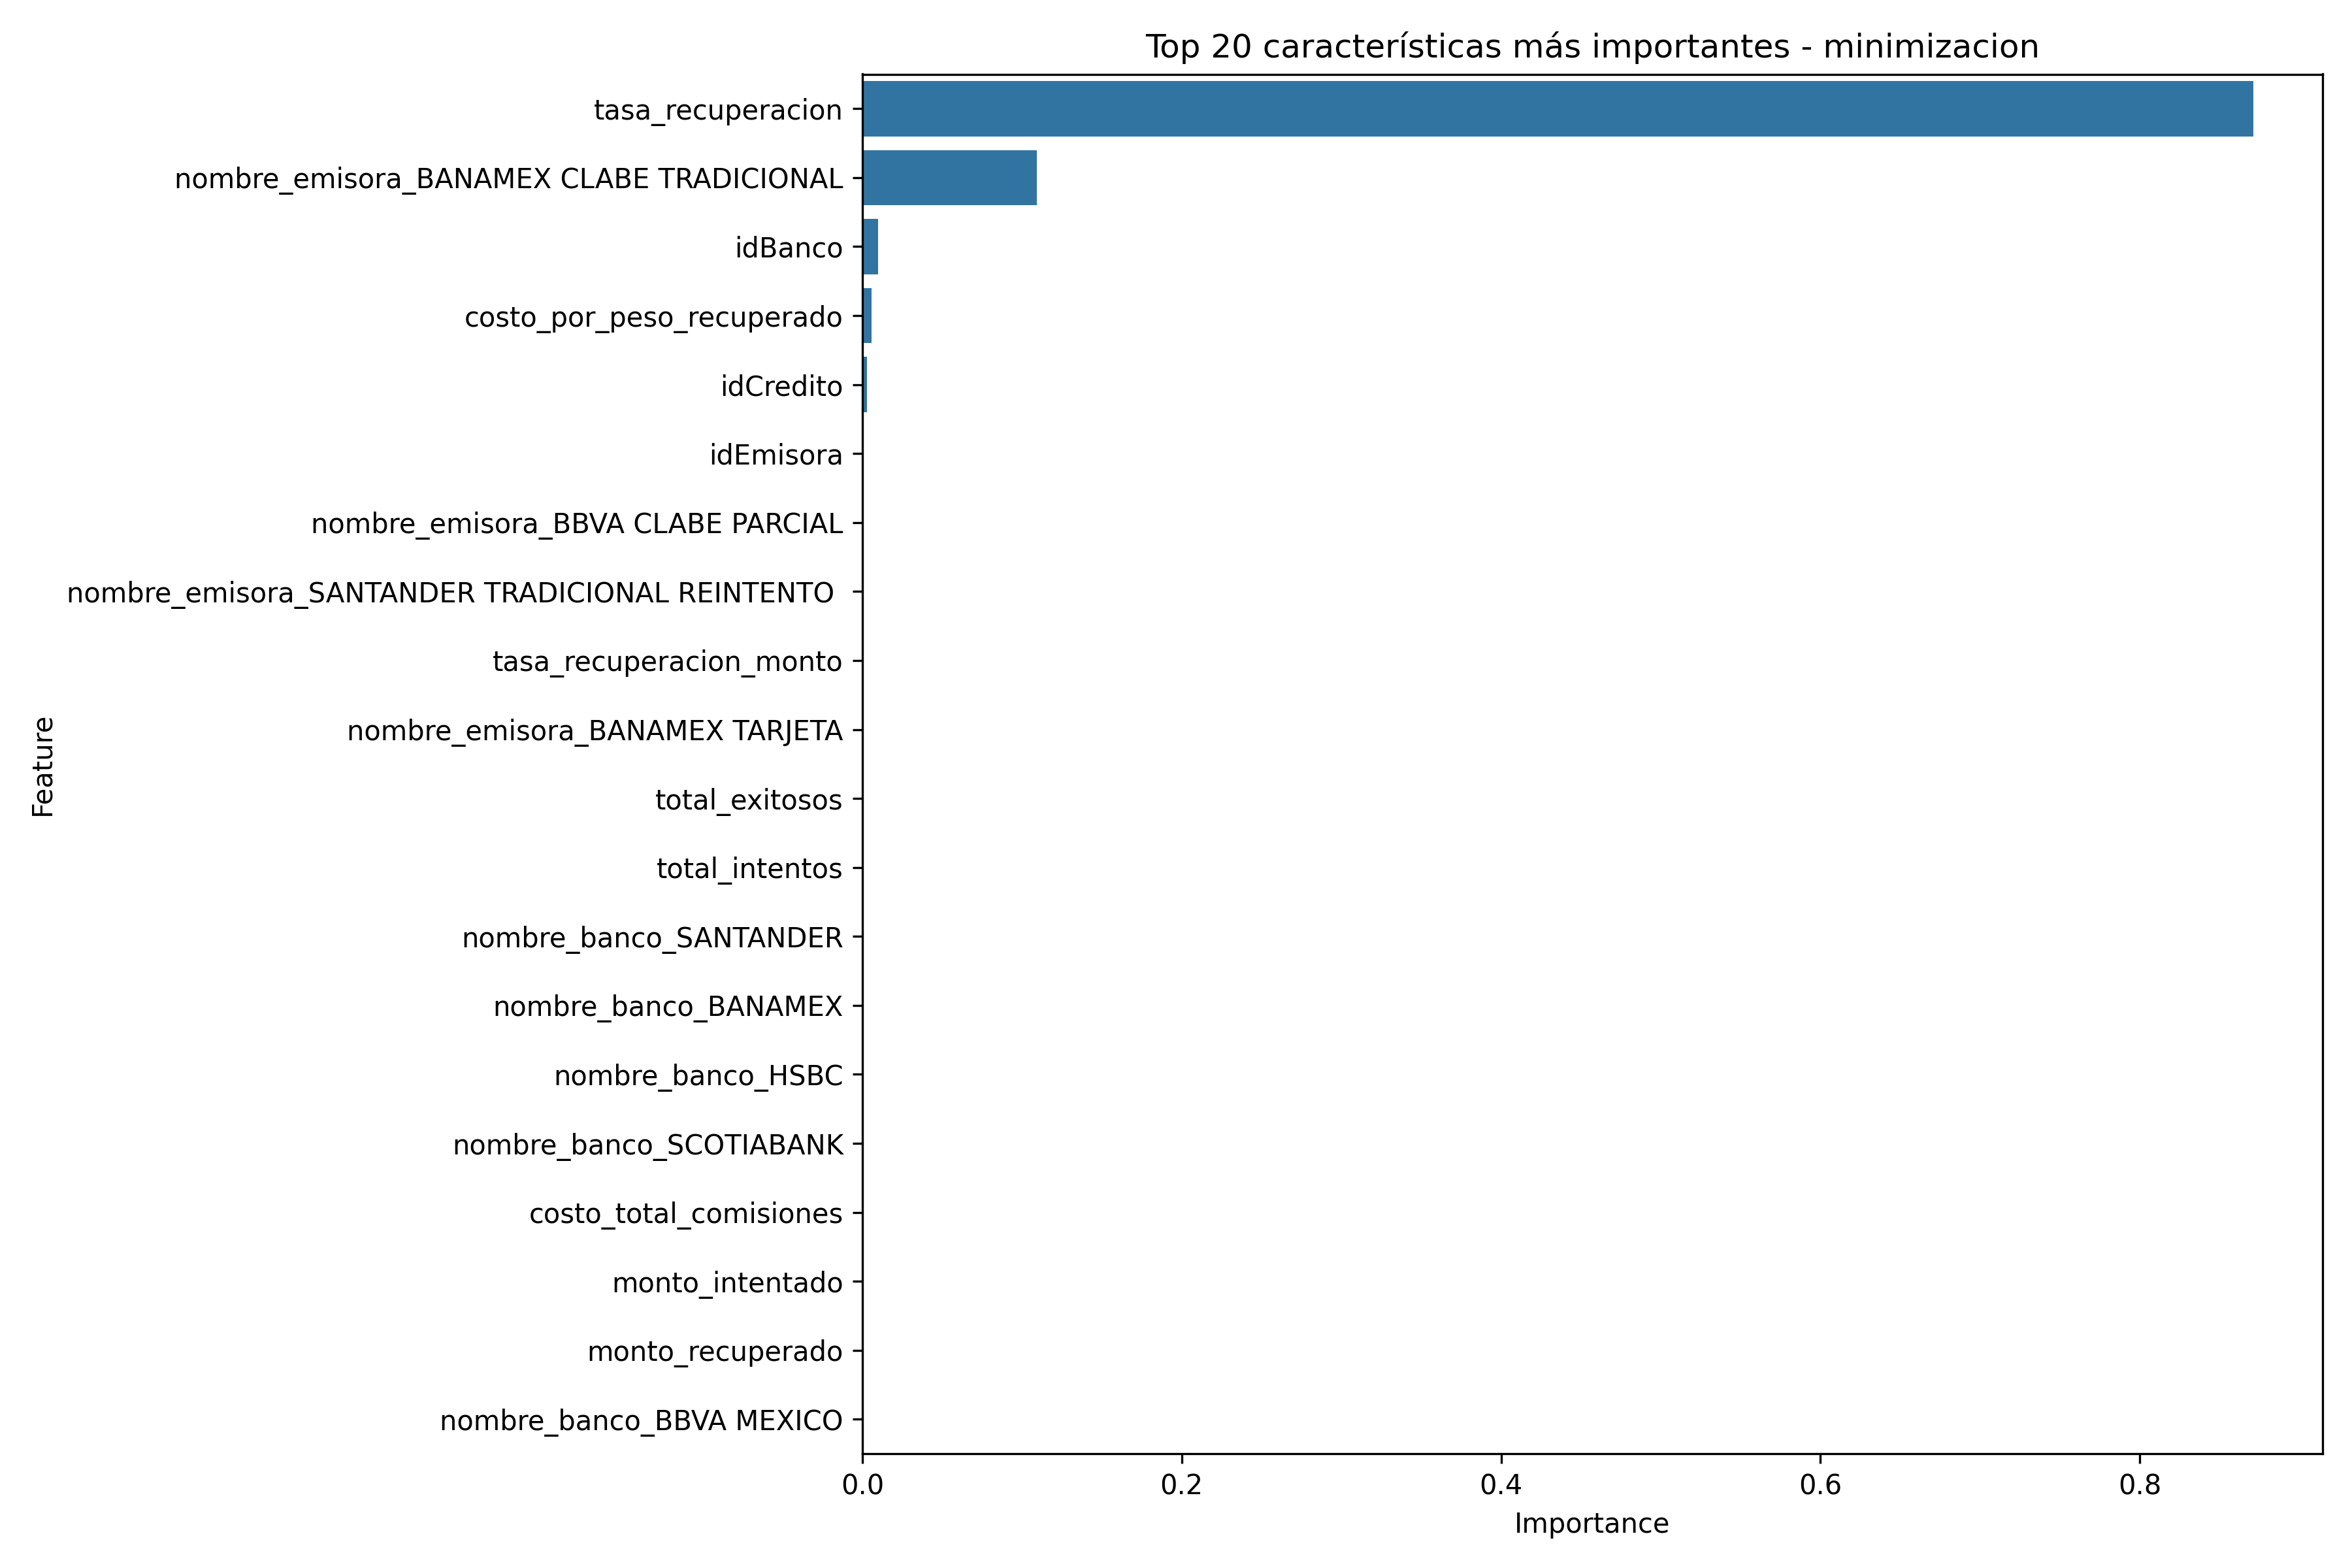 Top 20 características más importantes - minimizacion
tasa_recuperacion
nombre_emisora_BANAMEX CLABE TRADICIONAL
idBanco
costo_por_peso_recuperado
idCredito
idEmisora
nombre_emisora_BBVA CLABE PARCIAL
nombre_emisora_SANTANDER TRADICIONAL REINTENTO
tasa_recuperacion_monto
nombre_emisora_BANAMEX TARJETA
total_exitosos
total_intentos
nombre_banco_SANTANDER
nombre_banco_BANAMEX
nombre_banco_HSBC
nombre_banco_SCOTIABANK
costo_total_comisiones
monto_intentado
monto_recuperado
nombre_banco_BBVA MEXICO
Feature
0.0 0.2 0.4 0.6 0.8
Importance